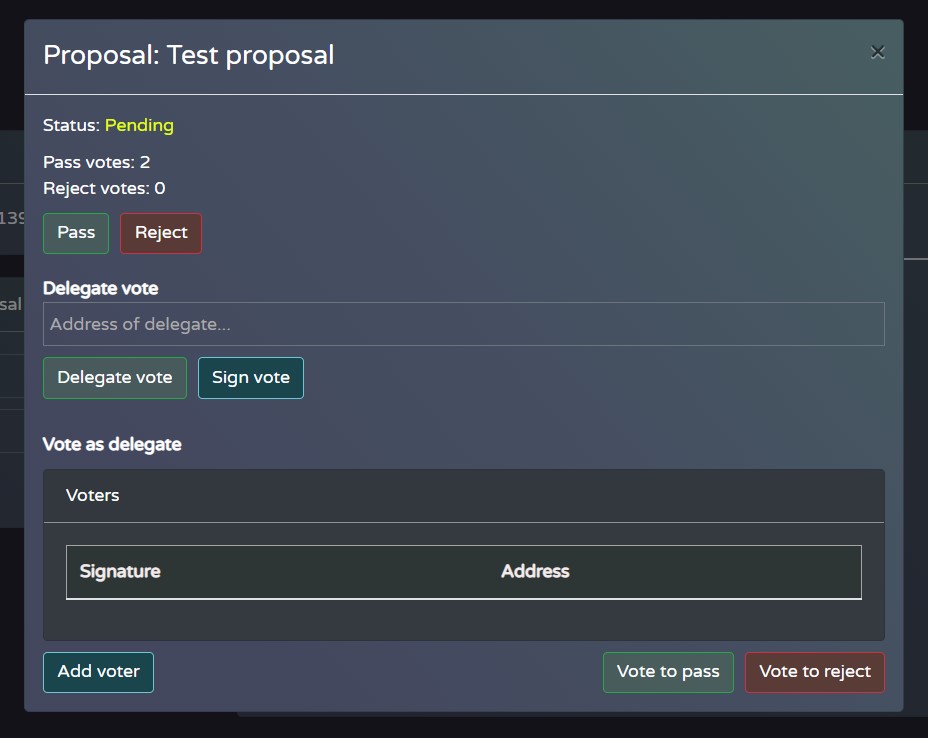 Proposal: Test proposal
×
Status: Pending
Pass votes: 2
139
Reject votes: 0
Pass Reject
Delegate vote
sal
Address of delegate...
Delegate vote Sign vote
Vote as delegate
Voters
Signature Address
Add voter Vote to pass Vote to reject